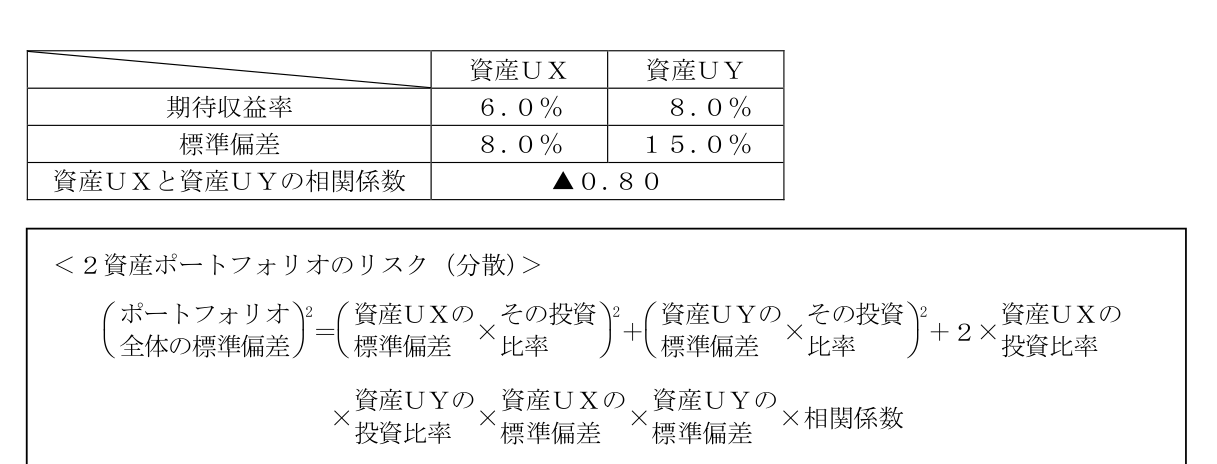 資産ＵＸ 資産ＵＹ
期待収益率 ６.０％ ８.０％
標準偏差 ８.０％ １５.０％
資産ＵＸと資産ＵＹの相関係数 ▲０.８０
＜２資産ポートフォリオのリスク（分散）＞
(ポートフォリオ全体の標準偏差)²＝(資産ＵＸの標準偏差×その投資比率)²＋(資産ＵＹの標準偏差×その投資比率)²＋２×資産ＵＸの投資比率
×資産ＵＹの投資比率×資産ＵＸの標準偏差×資産ＵＹの標準偏差×相関係数